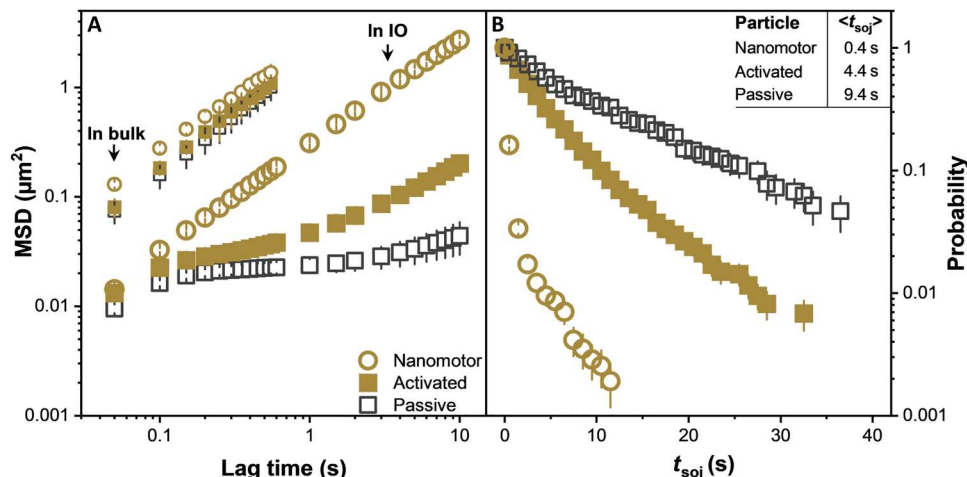 A
In bulk
In IO
MSD (µm²)
1
0.1
0.01
0.001
0.1
1
10
Lag time (s)
Nanomotor
Activated
Passive
B
Particle <t_soj>
Nanomotor 0.4 s
Activated 4.4 s
Passive 9.4 s
1
0.1
0.01
0.001
Probability
0
10
20
30
40
t_soj (s)